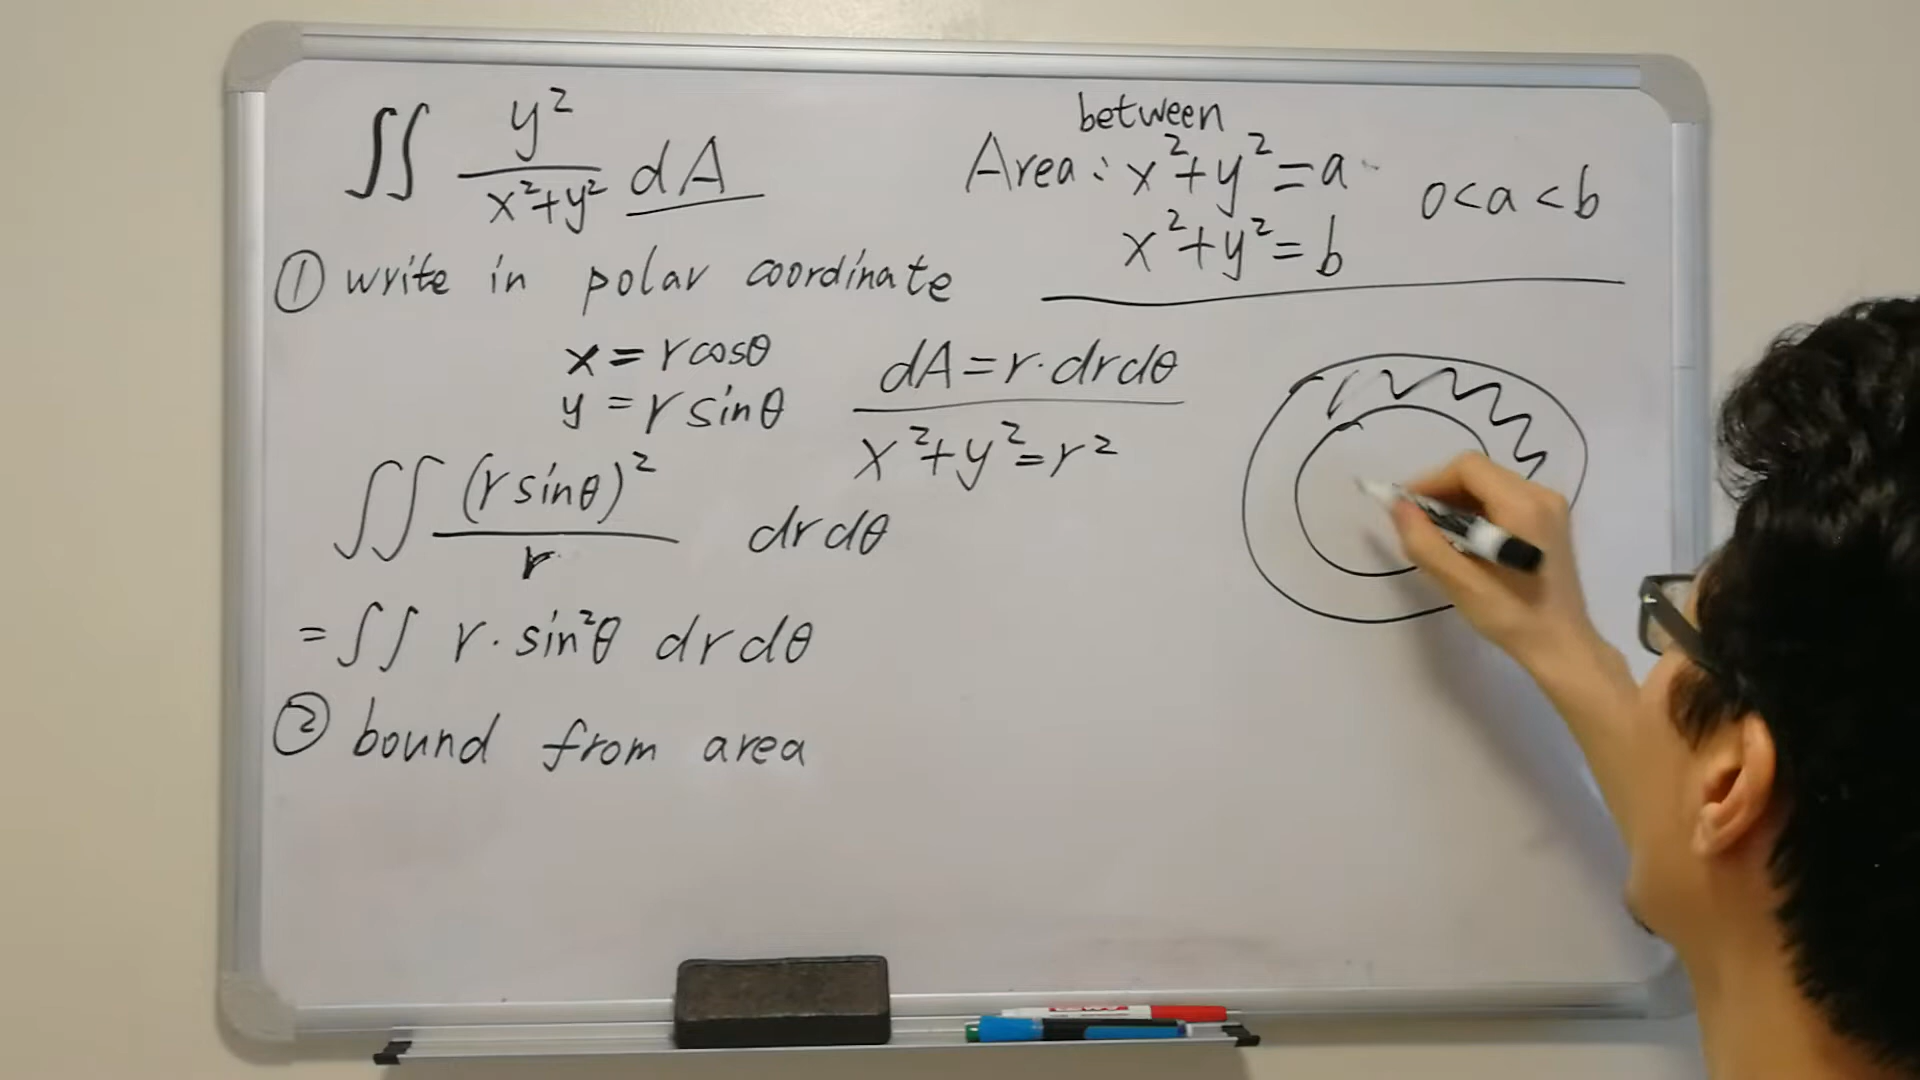 ∬ y²/(x²+y²) dA
between
Area: x²+y²=a
x²+y²=b
0<a<b
① write in polar coordinate
x = rcosθ
y = r sinθ
dA=r·drdθ
x²+y²=r²
∬ (r sinθ)²/r drdθ
= ∬ r·sin²θ drdθ
② bound from area